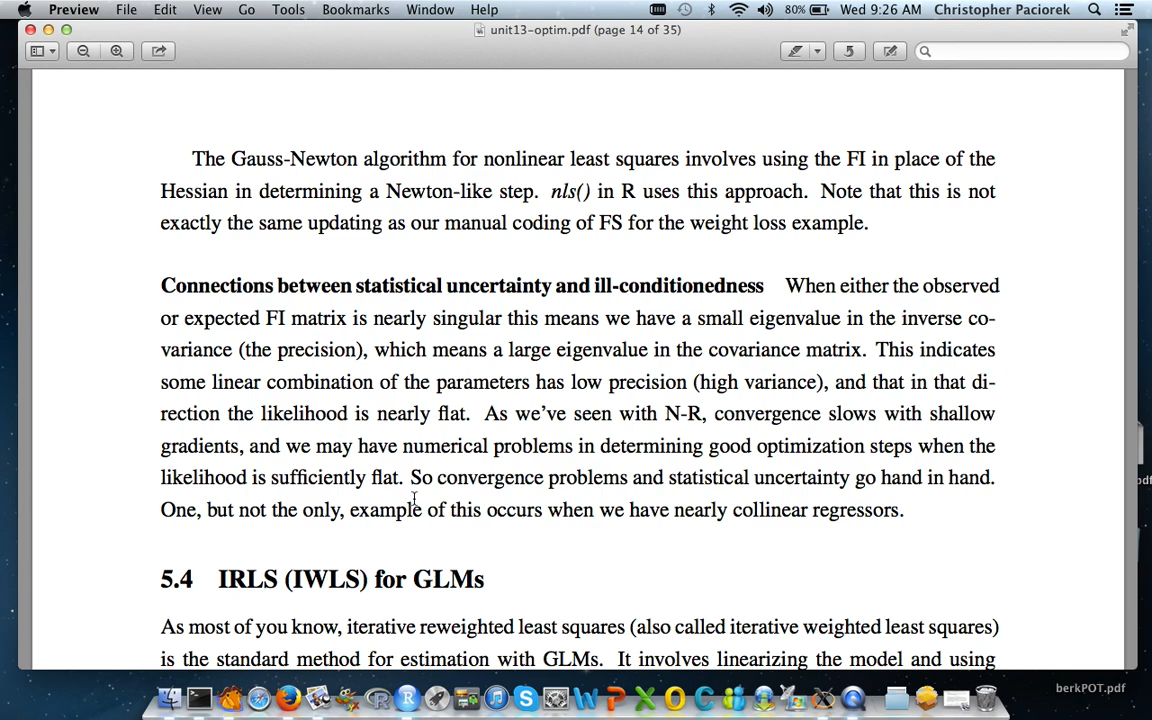 Preview File Edit View Go Tools Bookmarks Window Help 80% Wed 9:26 AM Christopher Paciorek
unit13-optim.pdf (page 14 of 35)
The Gauss-Newton algorithm for nonlinear least squares involves using the FI in place of the
Hessian in determining a Newton-like step. nls() in R uses this approach. Note that this is not
exactly the same updating as our manual coding of FS for the weight loss example.
Connections between statistical uncertainty and ill-conditionedness When either the observed
or expected FI matrix is nearly singular this means we have a small eigenvalue in the inverse co-
variance (the precision), which means a large eigenvalue in the covariance matrix. This indicates
some linear combination of the parameters has low precision (high variance), and that in that di-
rection the likelihood is nearly flat. As we've seen with N-R, convergence slows with shallow
gradients, and we may have numerical problems in determining good optimization steps when the
likelihood is sufficiently flat. So convergence problems and statistical uncertainty go hand in hand.
One, but not the only, example of this occurs when we have nearly collinear regressors.
5.4 IRLS (IWLS) for GLMs
As most of you know, iterative reweighted least squares (also called iterative weighted least squares)
is the standard method for estimation with GLMs. It involves linearizing the model and using
berkPOT.pdf